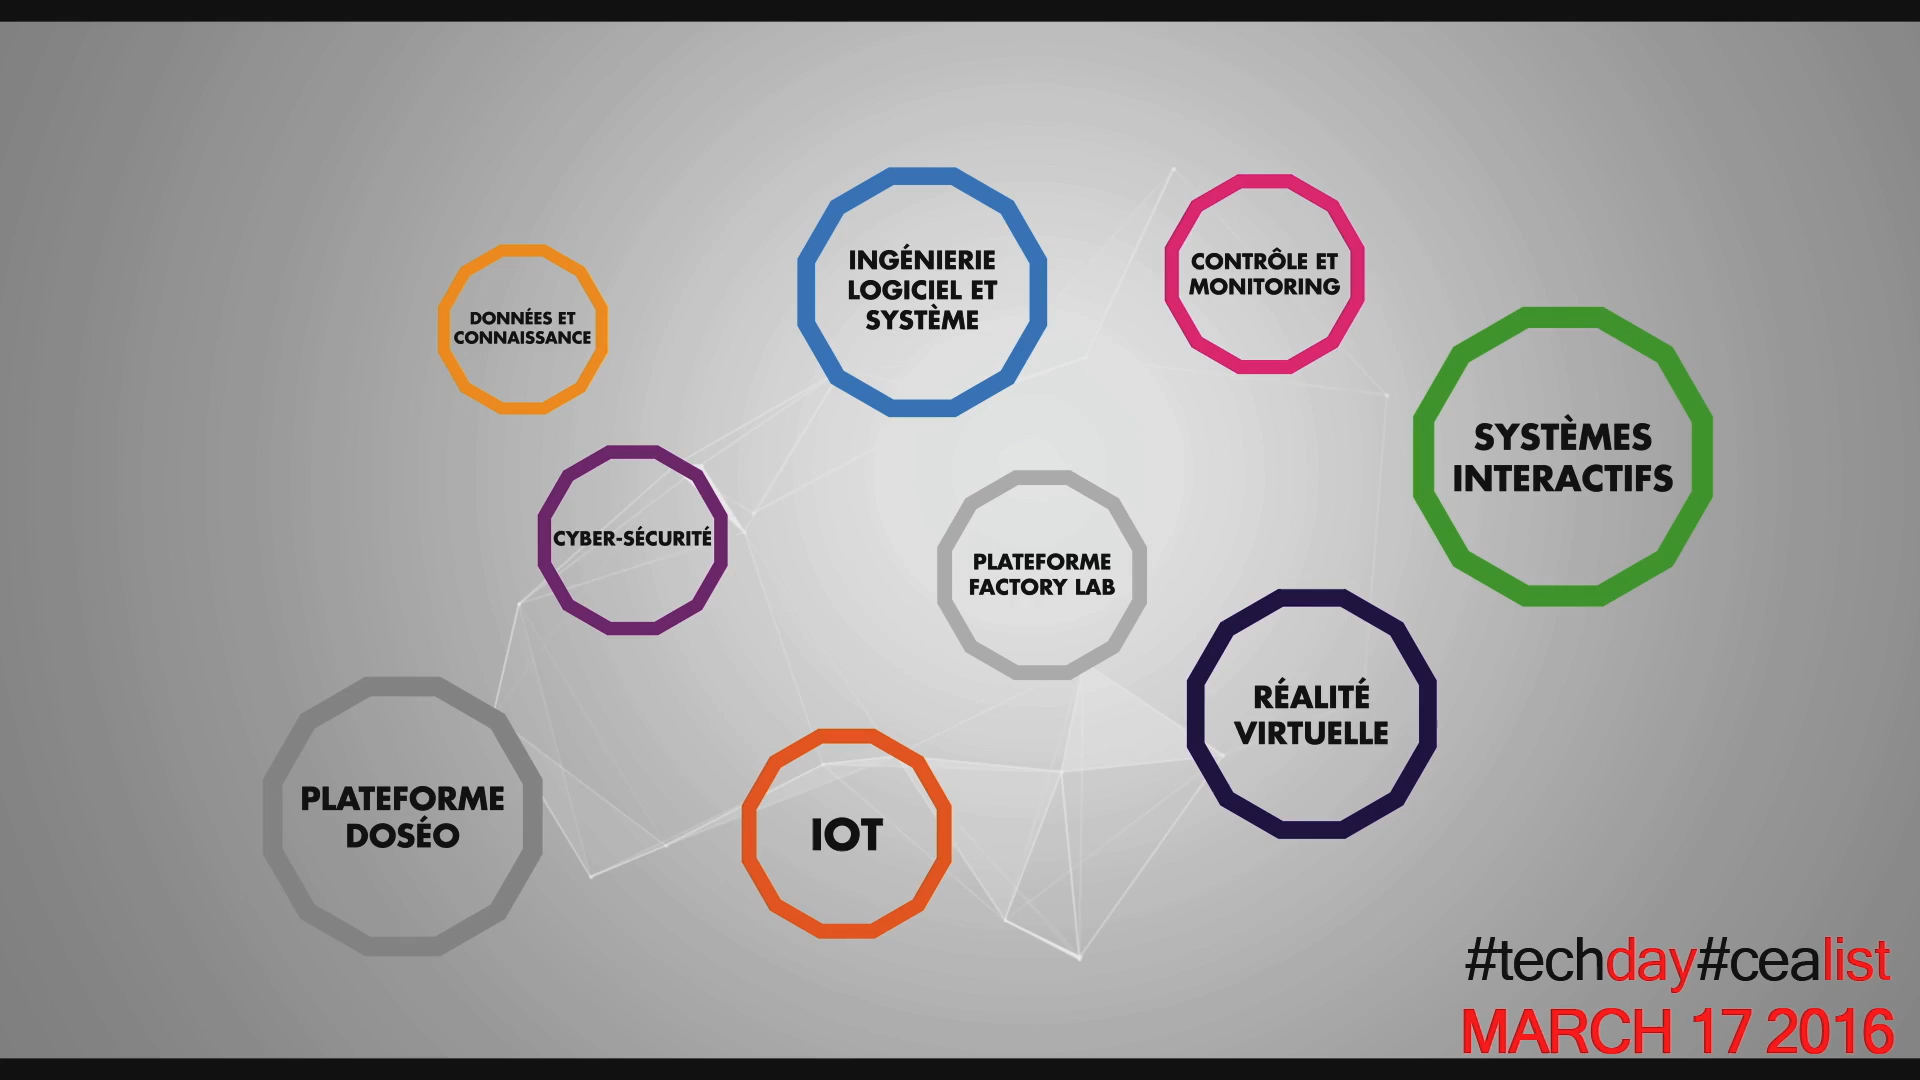 INGÉNIERIE
LOGICIEL ET
SYSTÈME
CONTRÔLE ET
MONITORING
DONNÉES ET
CONNAISSANCE
SYSTÈMES
INTERACTIFS
CYBER-SÉCURITÉ
PLATEFORME
FACTORY LAB
RÉALITÉ
VIRTUELLE
PLATEFORME
DOSÉO
IOT
#techday#cealist
MARCH 17 2016